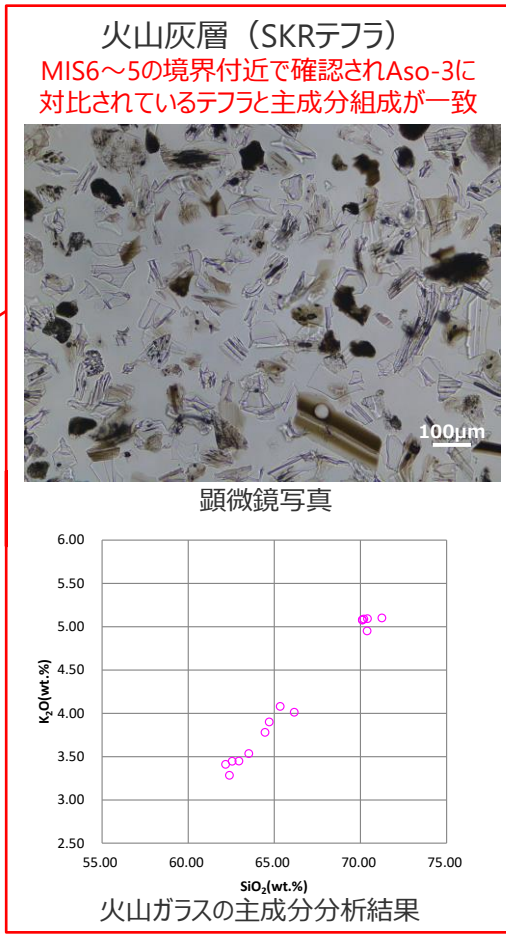 火山灰層（SKRテフラ）
MIS6～5の境界付近で確認されAso-3に
対比されているテフラと主成分組成が一致
100μm
顕微鏡写真
6.00
5.50
5.00
4.50
4.00
3.50
3.00
2.50
K₂O(wt.%)
55.00 60.00 65.00 70.00 75.00
SiO₂(wt.%)
火山ガラスの主成分分析結果